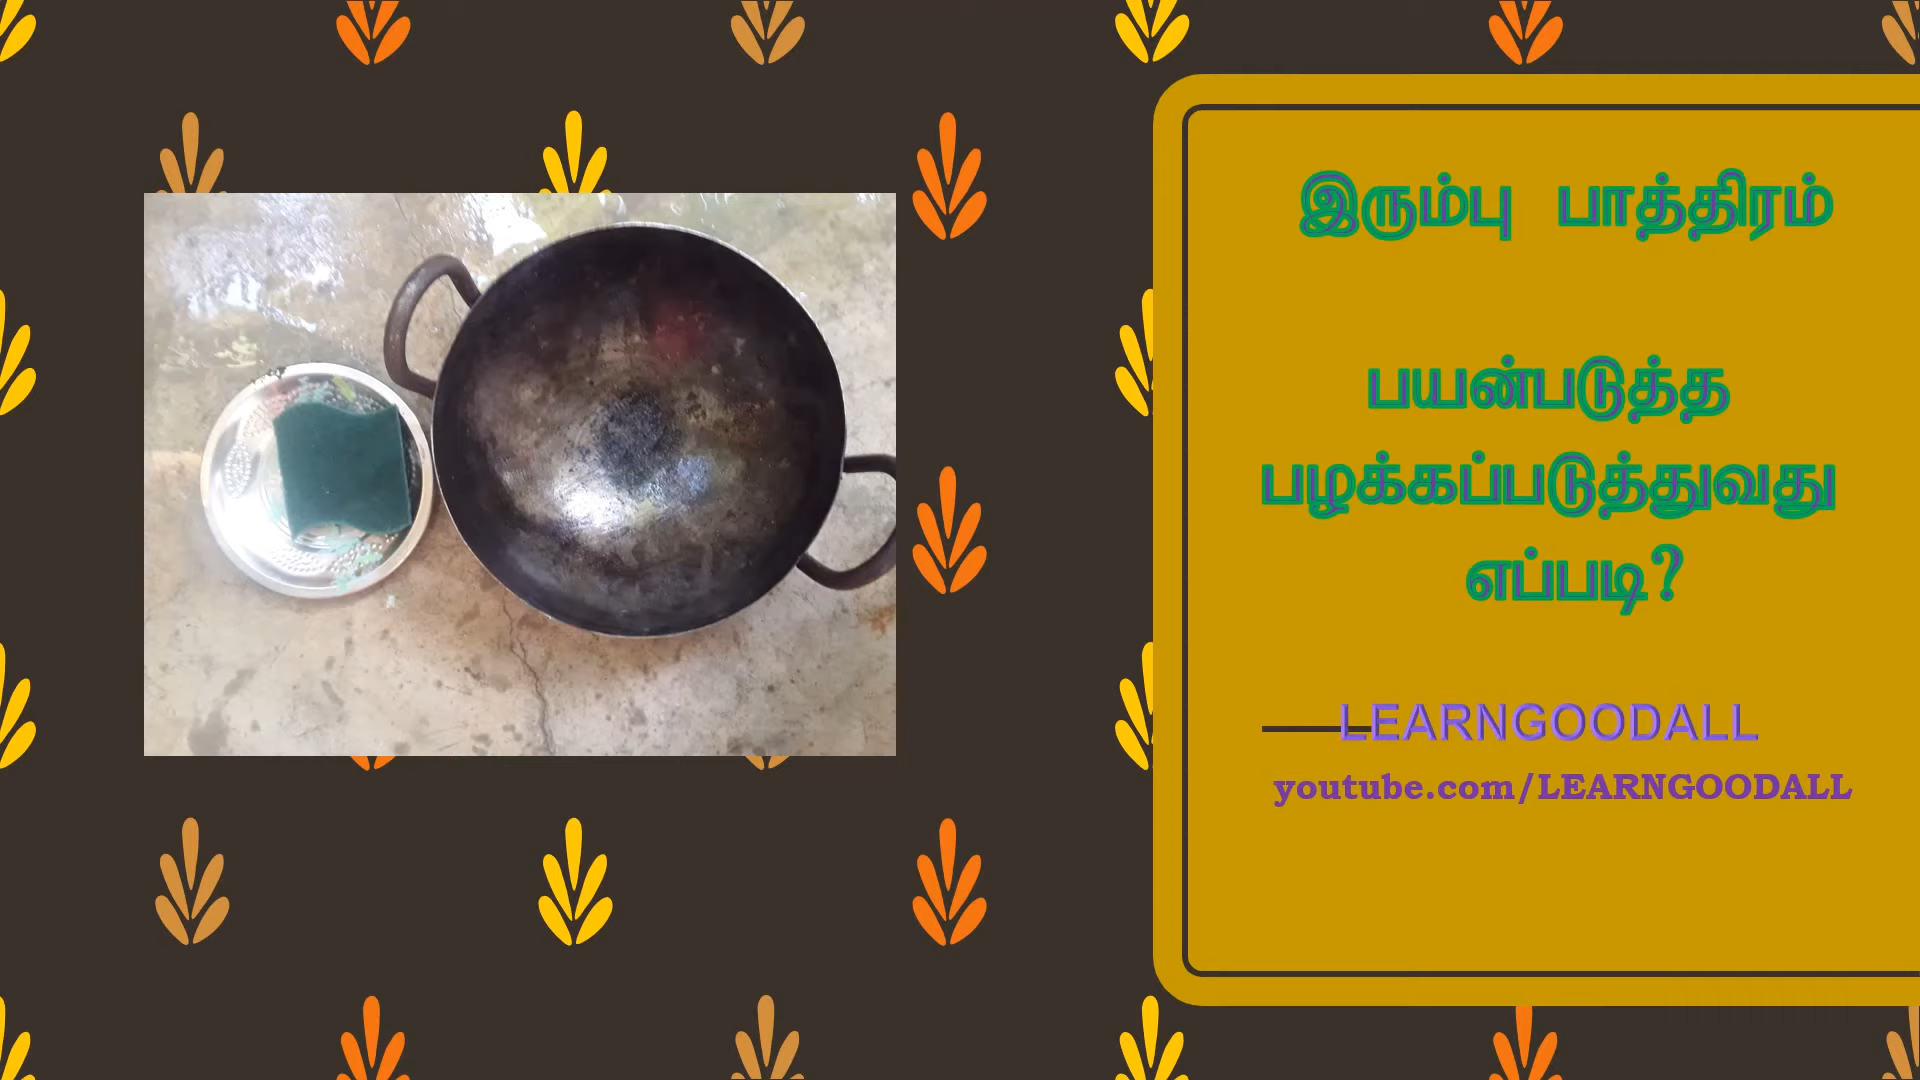 இரும்பு பாத்திரம்
பயன்படுத்த
பழக்கப்படுத்துவது
எப்படி?
LEARNGOODALL
youtube.com/LEARNGOODALL